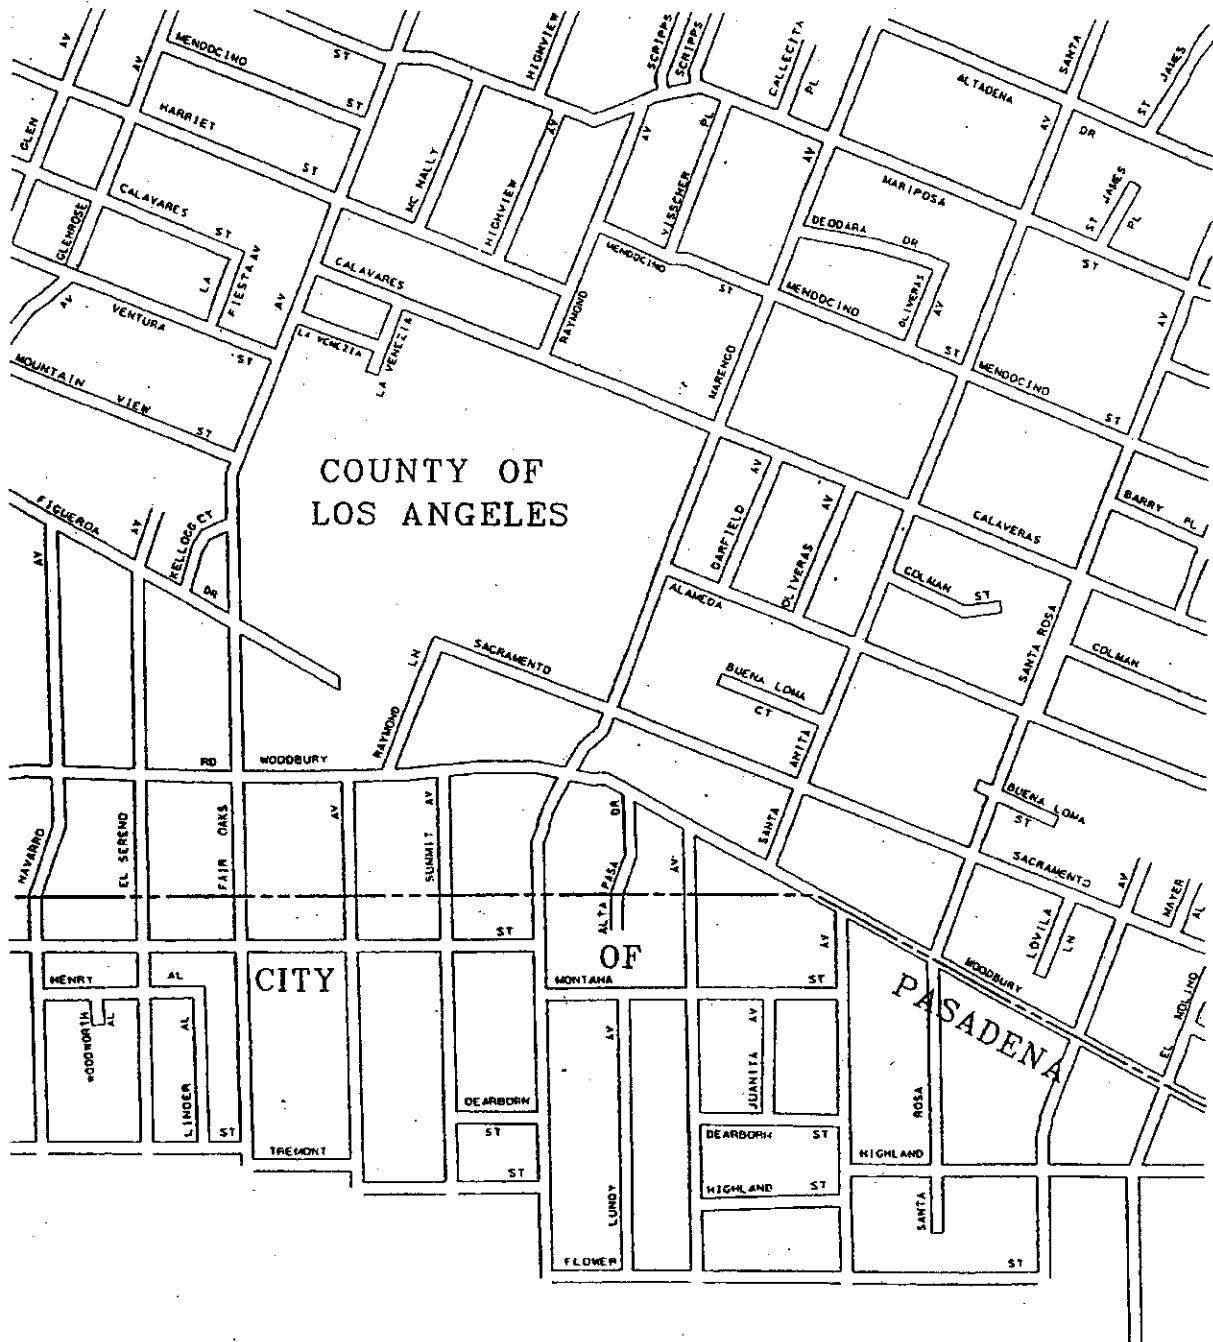 AV
AV
MENDOCINO
ST
ST
HIGHVIEW
SCRIPPS
SCRIPPS
CALLECITA
PL
SANTA
AV
JAMES
ST
ALTADENA
DR
GLEN
HARRIET
ST
MC NALLY
HIGHVIEW
AV
AV
VISSCHER
PL
AV
MARIPOSA
ST
ST JAMES
PL
CALAVARES
ST
GLENROSE
AV
LA
FIESTA AV
AV
CALAVARES
MENDOCINO
ST
RAYMOND
DEODARA
DR
MENDOCINO
ST
OLIVERAS
AV
AV
VENTURA
ST
LA VENEZIA
LA VENEZIA
MARENGO
MENDOCINO
ST
MOUNTAIN
VIEW
ST
COUNTY OF
LOS ANGELES
FIGUEROA
DR
AV
AV
KELLOGG CT
GARFIELD
AV
OLIVERAS
AV
CALAVERAS
BARRY
PL
ALAMEDA
COLMAN
ST
SANTA ROSA
COLMAN
SACRAMENTO
RAYMOND
LN
BUENA LOMA
CT
SANTA
ANITA
RD
WOODBURY
BUENA LOMA
ST
NAVARRO
EL SERENO
FAIR
OAKS
AV
SUMMIT
AV
ALTA PASA
DR
AV
SACRAMENTO
AV
MAYER
AL
LOVILA
LN
ST
HENRY
AL
CITY
OF
PASADENA
MONTANA
ST
AV
WOODBURY
EL
MOLINO
WOODWORTH
AL
LINDER
AL
ST
AV
JUANITA
AV
ROSA
DEARBORN
ST
DEARBORN
ST
TREMONT
ST
HIGHLAND
HIGHLAND
ST
LUNDY
SANTA
FLOWER
ST